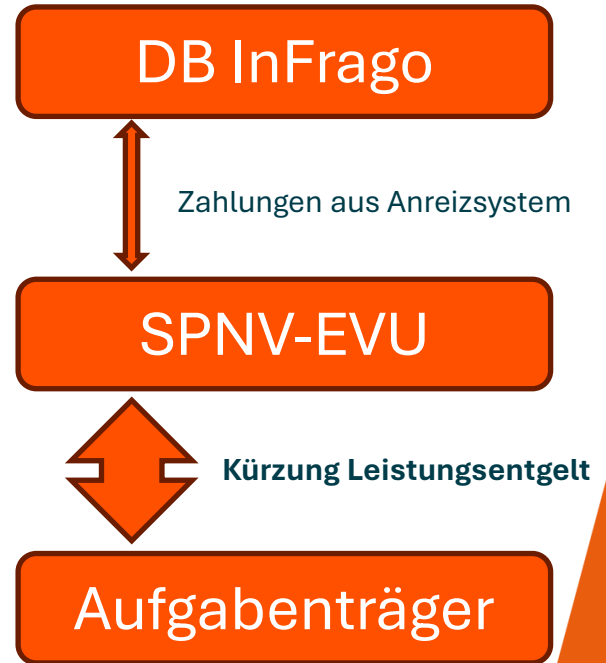 DB InFrago
Zahlungen aus Anreizsystem
SPNV-EVU
Kürzung Leistungsentgelt
Aufgabenträger